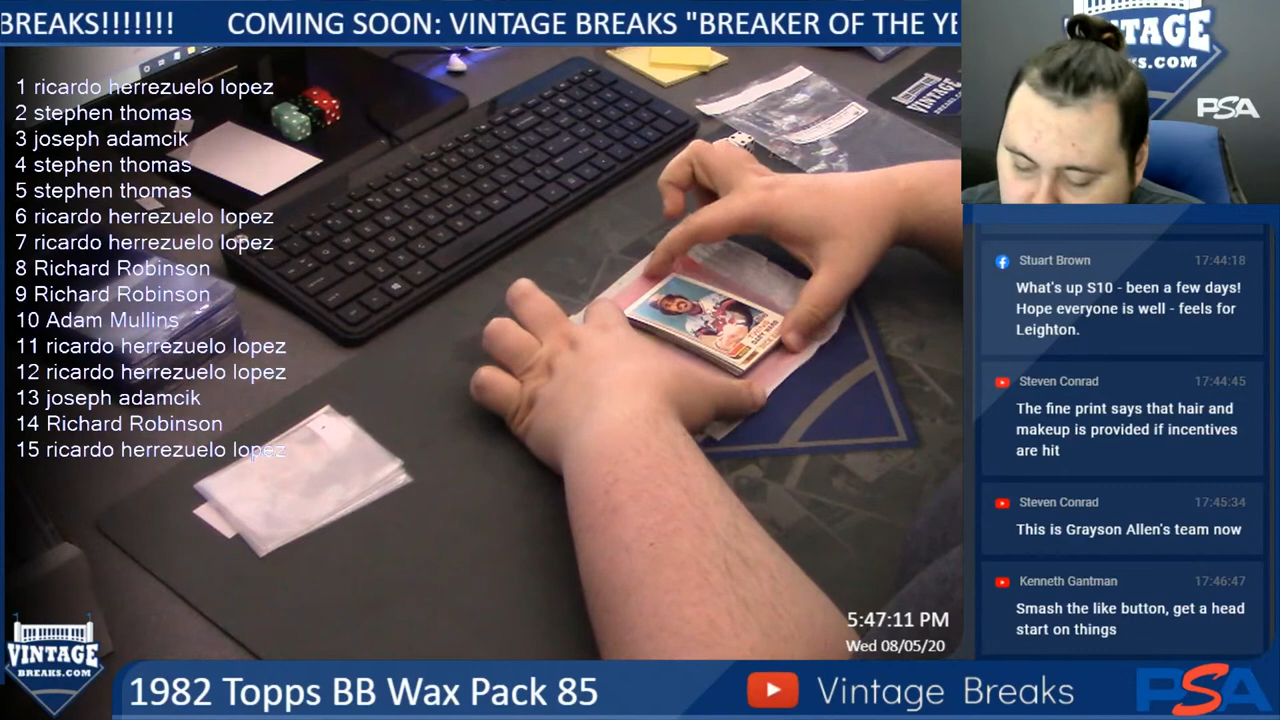 BREAKS!!!!!!! COMING SOON: VINTAGE BREAKS "BREAKER OF THE YE
1 ricardo herrezuelo lopez
2 stephen thomas
3 joseph adamcik
4 stephen thomas
5 stephen thomas
6 ricardo herrezuelo lopez
7 ricardo herrezuelo lopez
8 Richard Robinson
9 Richard Robinson
10 Adam Mullins
11 ricardo herrezuelo lopez
12 ricardo herrezuelo lopez
13 joseph adamcik
14 Richard Robinson
15 ricardo herrezuelo lopez
PSA
Stuart Brown 17:44:18
What's up S10 - been a few days!
Hope everyone is well - feels for
Leighton.
Steven Conrad 17:44:45
The fine print says that hair and
makeup is provided if incentives
are hit
Steven Conrad 17:45:34
This is Grayson Allen's team now
Kenneth Gantman 17:46:47
Smash the like button, get a head
start on things
5:47:11 PM
Wed 08/05/20
VINTAGE
BREAKS.COM
1982 Topps BB Wax Pack 85
Vintage Breaks
PSA